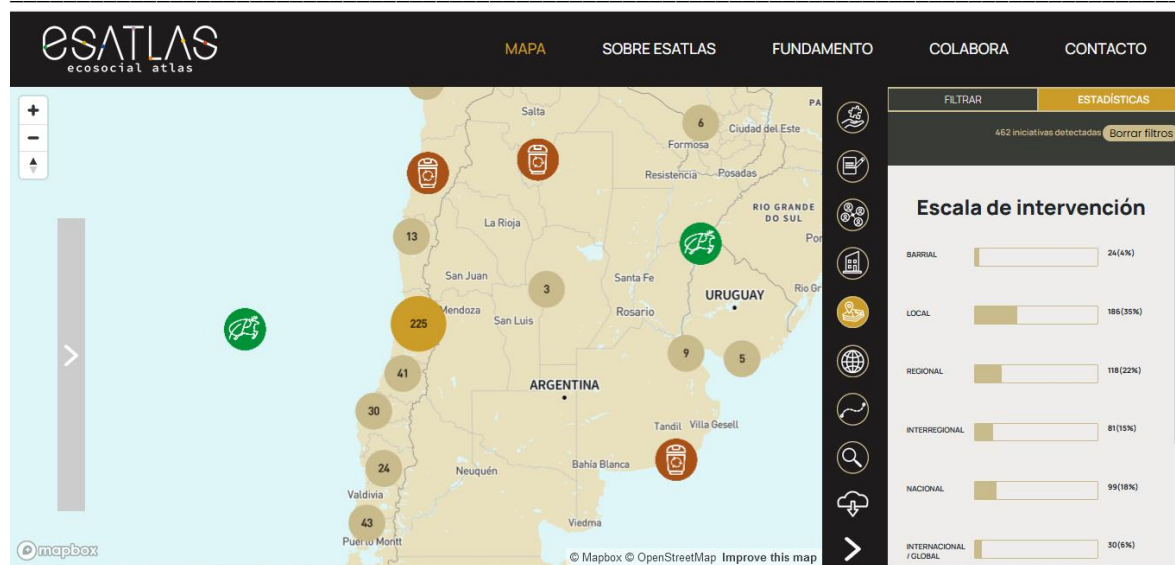 esATLAS
ecosocial atlas
MAPA
SOBRE ESATLAS
FUNDAMENTO
COLABORA
CONTACTO
FILTRAR
ESTADÍSTICAS
462 iniciativas detectadas
Borrar filtros
Escala de intervención
BARRIAL
24(4%)
LOCAL
186(35%)
REGIONAL
118(22%)
INTERREGIONAL
81(15%)
NACIONAL
99(18%)
INTERNACIONAL
/ GLOBAL
30(6%)
Salta
6
Ciudad del Este
Formosa
Resistencia
Posadas
RIO GRANDE
DO SUL
13
La Rioja
San Juan
3
Santa Fe
URUGUAY
225
Mendoza
San Luis
Rosario
9
5
41
ARGENTINA
30
Tandil
Villa Gesell
24
Neuquén
Bahía Blanca
Valdivia
43
Viedma
Puerto Montt
mapbox
© Mapbox © OpenStreetMap Improve this map